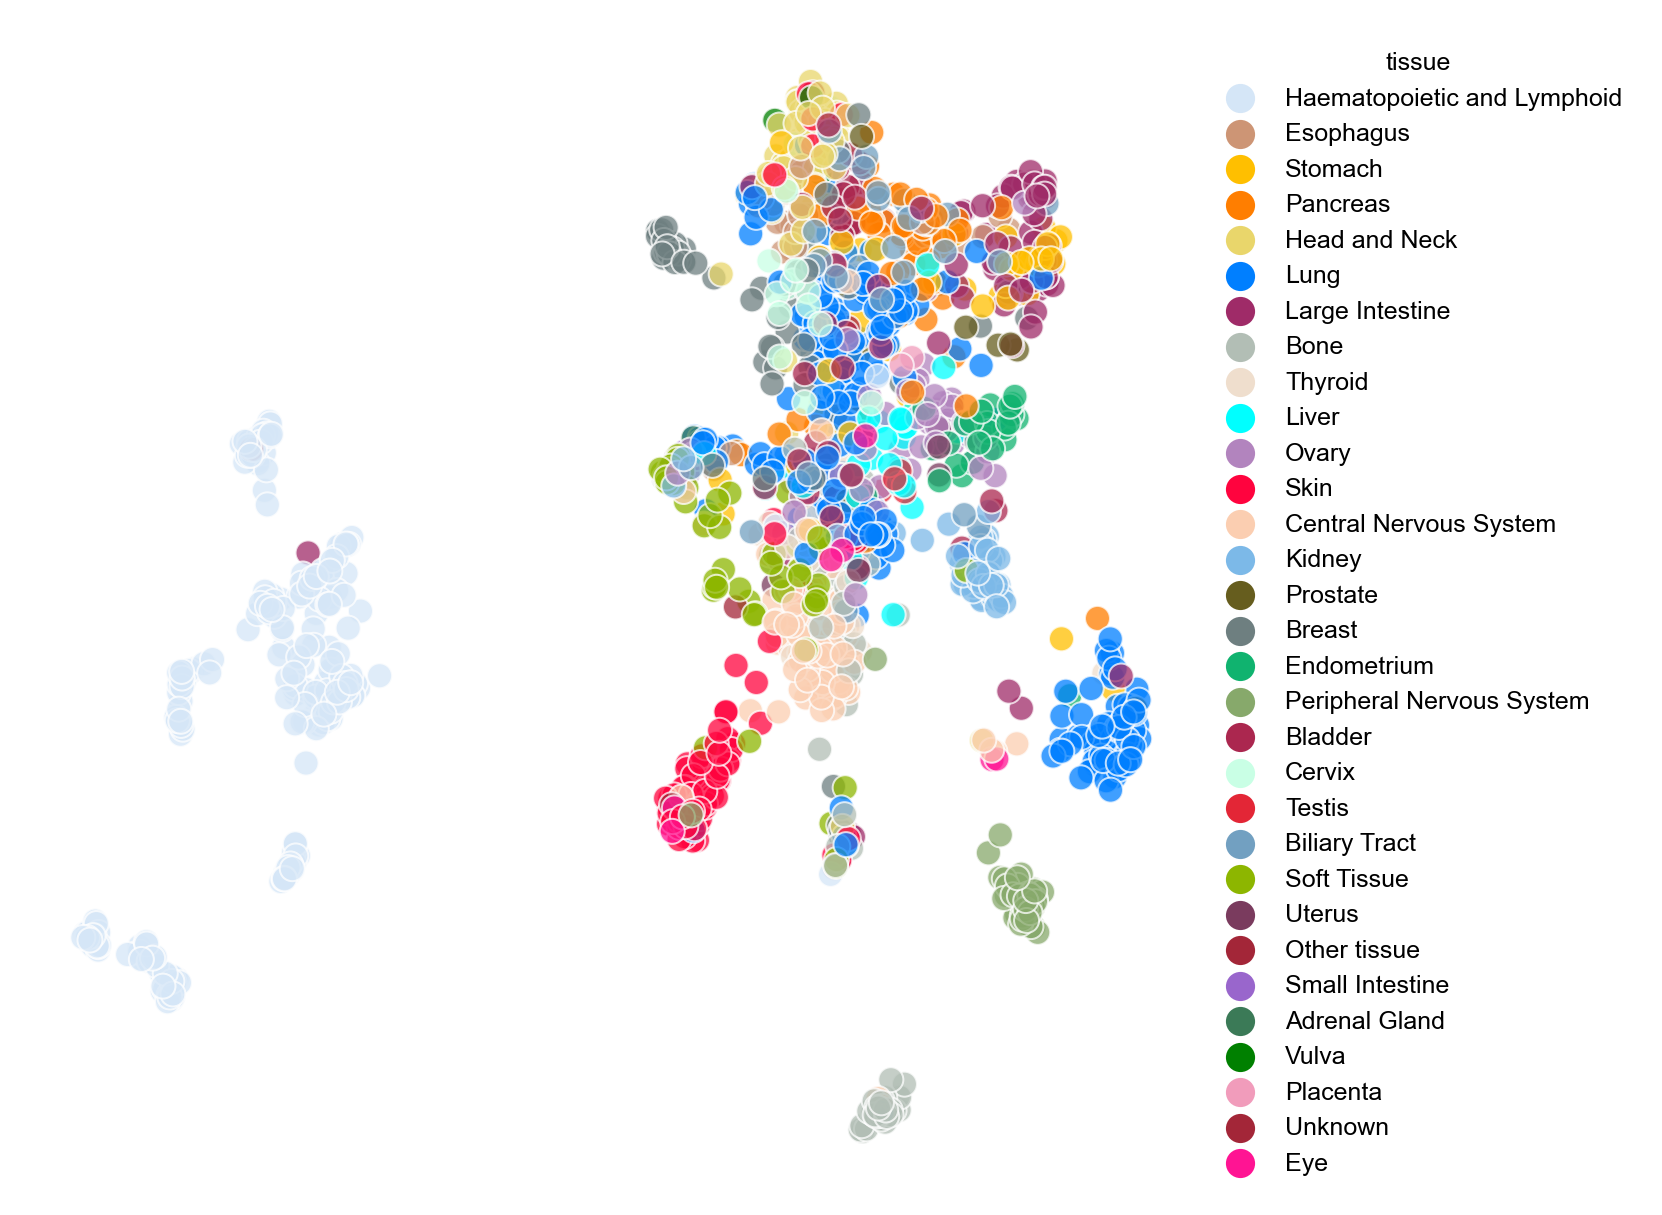 tissue
Haematopoietic and Lymphoid
Esophagus
Stomach
Pancreas
Head and Neck
Lung
Large Intestine
Bone
Thyroid
Liver
Ovary
Skin
Central Nervous System
Kidney
Prostate
Breast
Endometrium
Peripheral Nervous System
Bladder
Cervix
Testis
Biliary Tract
Soft Tissue
Uterus
Other tissue
Small Intestine
Adrenal Gland
Vulva
Placenta
Unknown
Eye